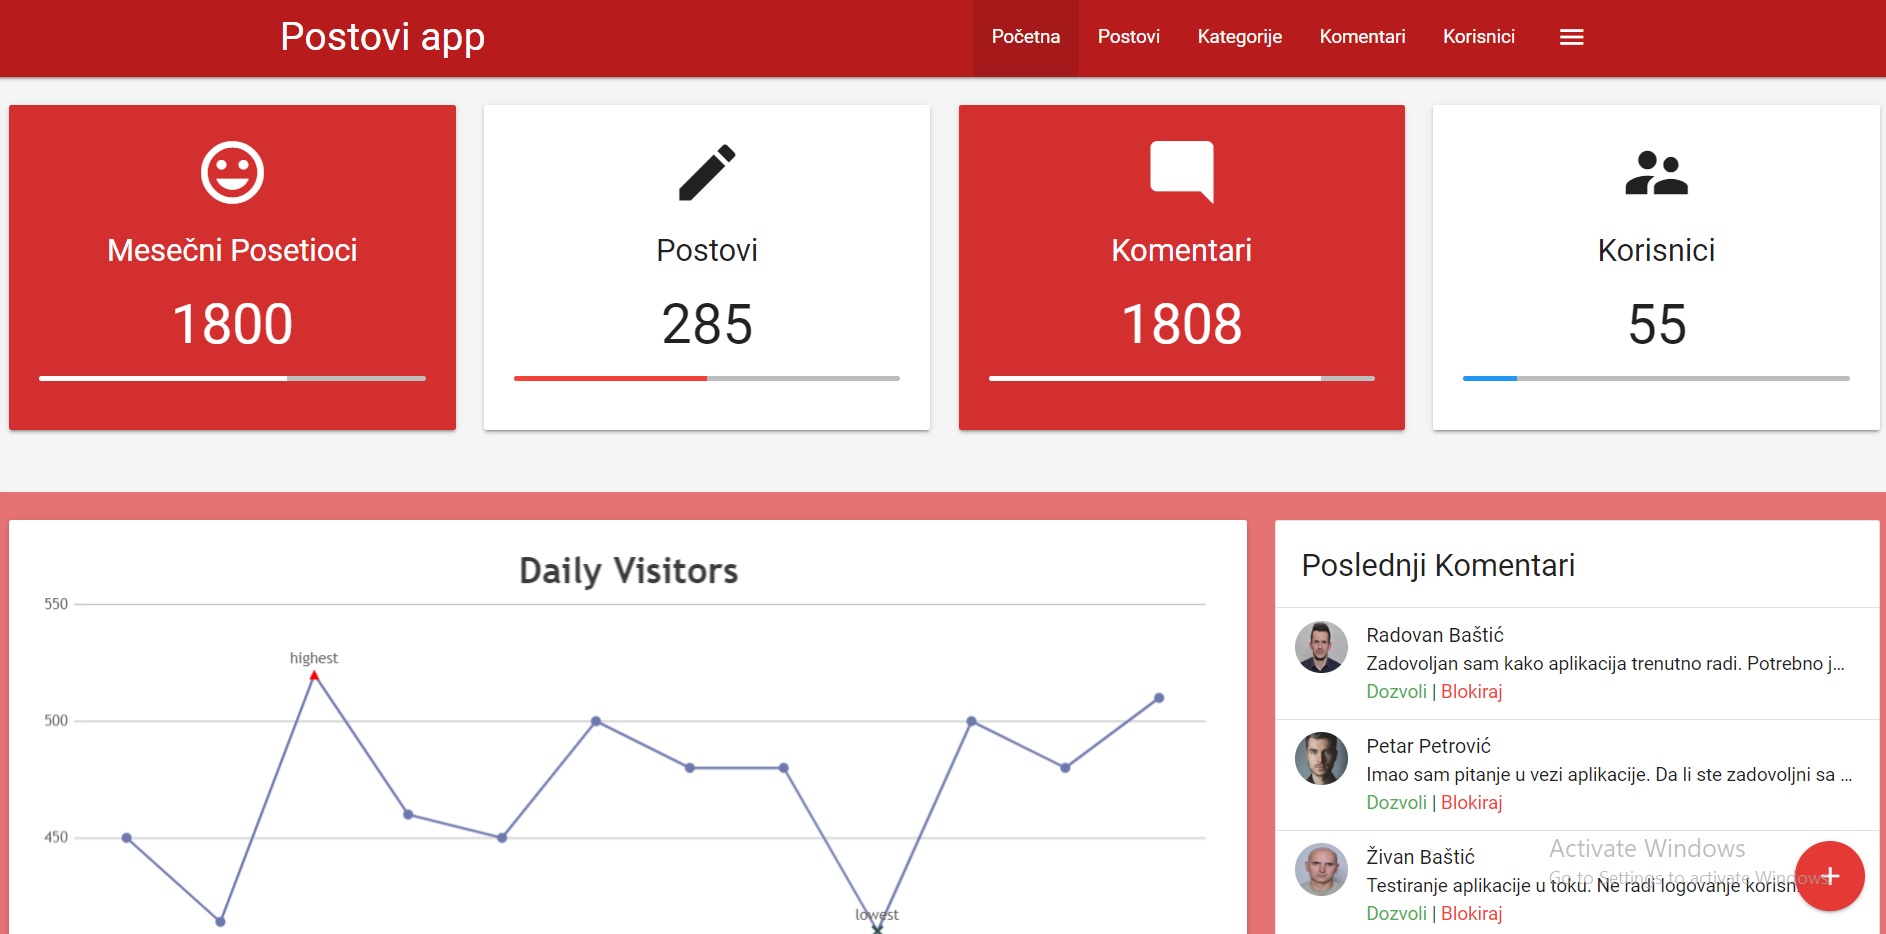 Postovi app
Početna Postovi Kategorije Komentari Korisnici
Mesečni Posetioci
1800
Postovi
285
Komentari
1808
Korisnici
55
Daily Visitors
550
highest
500
450
lowest
Poslednji Komentari
Radovan Baštić
Zadovoljan sam kako aplikacija trenutno radi. Potrebno j...
Dozvoli | Blokiraj
Petar Petrović
Imao sam pitanje u vezi aplikacije. Da li ste zadovoljni sa ...
Dozvoli | Blokiraj
Živan Baštić
Testiranje aplikacije u toku. Ne radi logovanje korisn
Dozvoli | Blokiraj
Activate Windows
Go to Settings to activate Windows
+